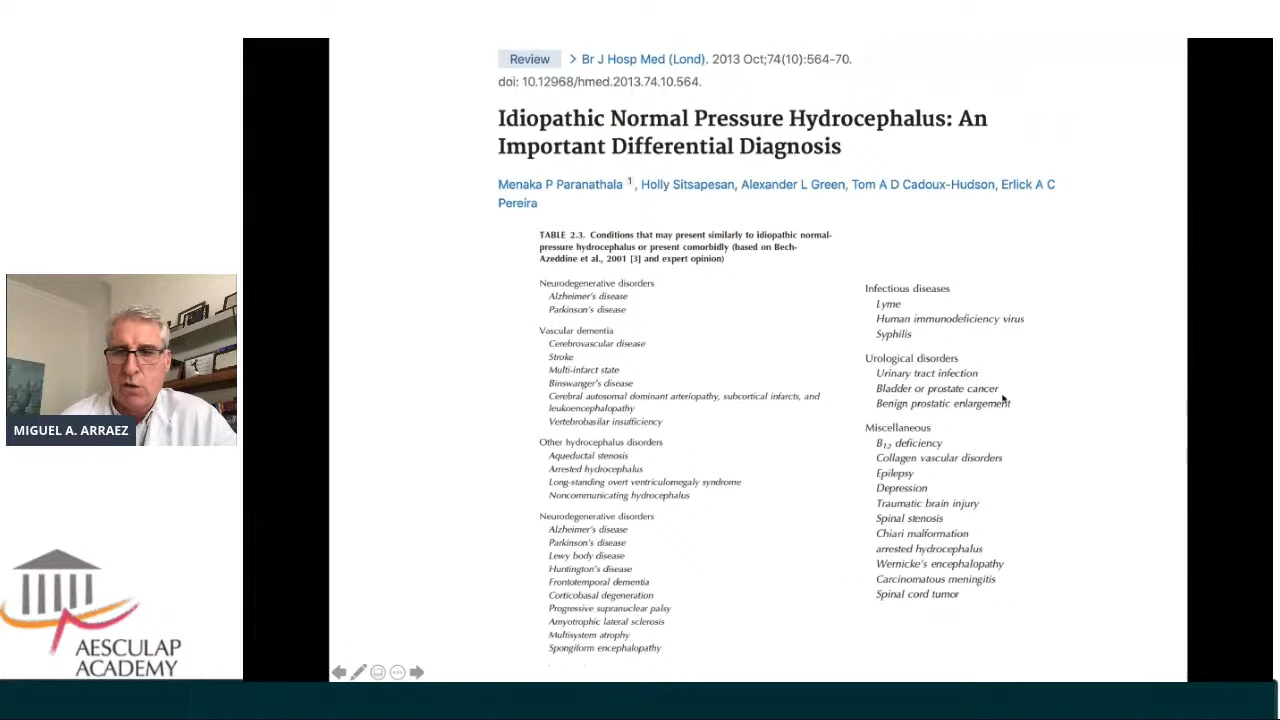 Review > Br J Hosp Med (Lond). 2013 Oct;74(10):564-70.
doi: 10.12968/hmed.2013.74.10.564.
Idiopathic Normal Pressure Hydrocephalus: An
Important Differential Diagnosis
Menaka P Paranathala 1, Holly Sitsapesan, Alexander L Green, Tom A D Cadoux-Hudson, Erlick A C
Pereira
TABLE 2.3. Conditions that may present similarly to idiopathic normal-
pressure hydrocephalus or present comorbidly (based on Bech-
Azeddine et al., 2001 [3] and expert opinion)
Neurodegenerative disorders
Alzheimer's disease
Parkinson's disease
Vascular dementia
Cerebrovascular disease
Stroke
Multi-infarct state
Binswanger's disease
Cerebral autosomal dominant arteriopathy, subcortical infarcts, and
leukoencephalopathy
Vertebrobasilar insufficiency
Other hydrocephalus disorders
Aqueductal stenosis
Arrested hydrocephalus
Long-standing overt ventriculomegaly syndrome
Noncommunicating hydrocephalus
Neurodegenerative disorders
Alzheimer's disease
Parkinson's disease
Lewy body disease
Huntington's disease
Frontotemporal dementia
Corticobasal degeneration
Progressive supranuclear palsy
Amyotrophic lateral sclerosis
Multisystem atrophy
Spongiform encephalopathy
Infectious diseases
Lyme
Human immunodeficiency virus
Syphilis
Urological disorders
Urinary tract infection
Bladder or prostate cancer
Benign prostatic enlargement
Miscellaneous
B12 deficiency
Collagen vascular disorders
Epilepsy
Depression
Traumatic brain injury
Spinal stenosis
Chiari malformation
arrested hydrocephalus
Wernicke's encephalopathy
Carcinomatous meningitis
Spinal cord tumor
MIGUEL A. ARRAEZ
AESCULAP
ACADEMY